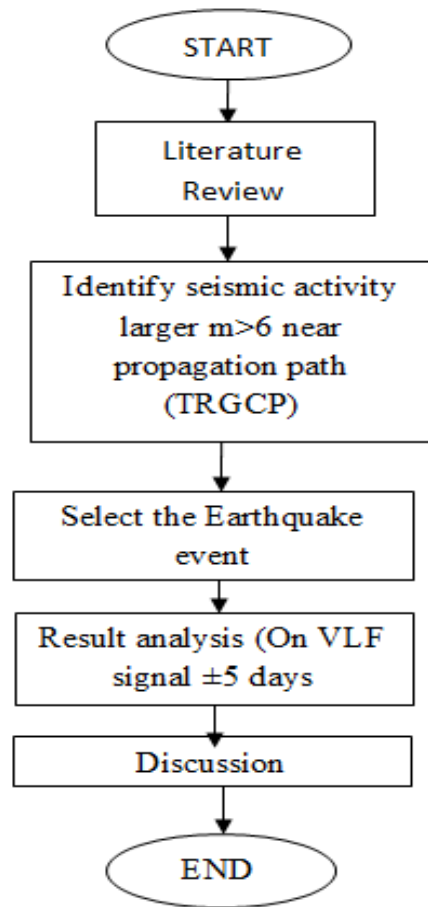 START
Literature
Review
Identify seismic activity
larger m>6 near
propagation path
(TRGCP)
Select the Earthquake
event
Result analysis (On VLF
signal ±5 days
Discussion
END